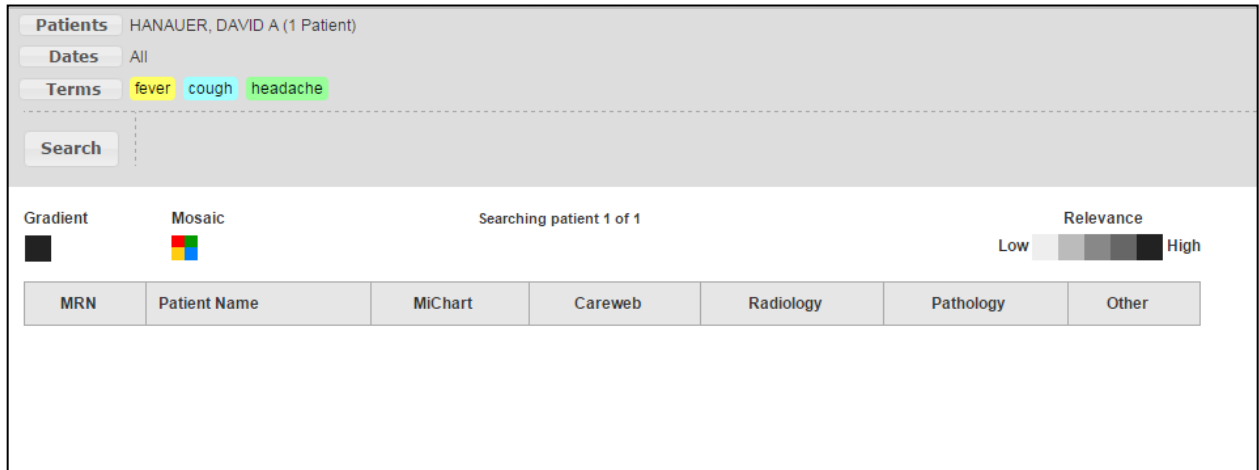 Patients HANAUER, DAVID A (1 Patient)
Dates All
Terms fever cough headache
Search
Gradient Mosaic Searching patient 1 of 1 Relevance
Low High
MRN Patient Name MiChart Careweb Radiology Pathology Other